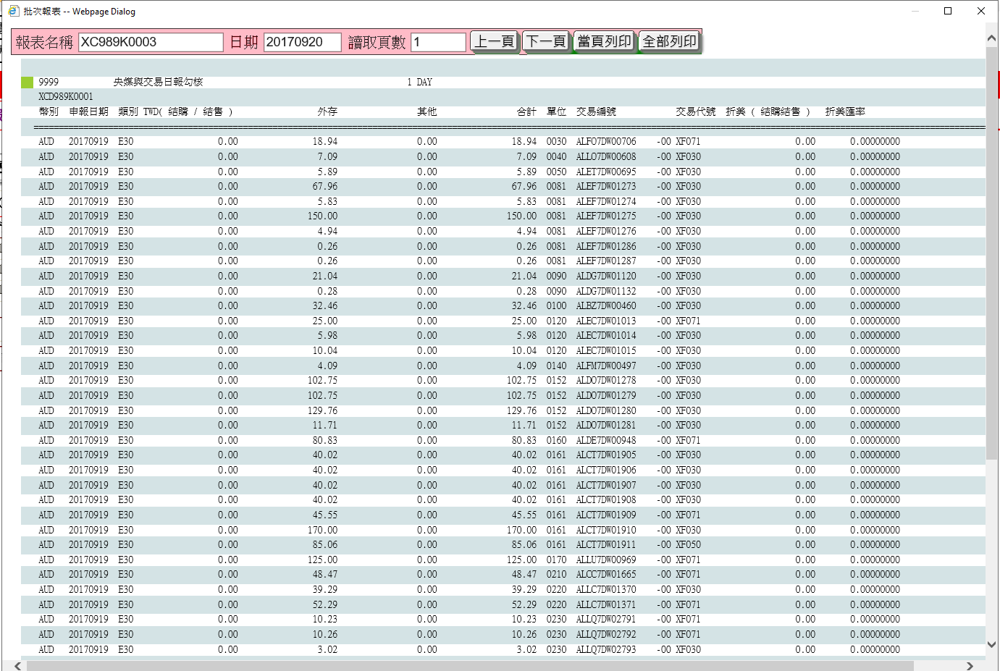 批次報表 -- Webpage Dialog
報表名稱 XC989K0003 日期 20170920 讀取頁數 1 上一頁 下一頁 當頁列印 全部列印
9999 央媒與交易日報勾核 1 DAY
XCD989K0001
幣別 申報日期 類別 TWD( 結購 / 結售 ) 外存 其他 合計 單位 交易編號 交易代號 折美 ( 結購結售 ) 折美匯率
AUD 20170919 E30 0.00 18.94 0.00 18.94 0030 ALFO7DW00706 -00 XF071 0.00 0.00000000
AUD 20170919 E30 0.00 7.09 0.00 7.09 0040 ALLO7DW00608 -00 XF030 0.00 0.00000000
AUD 20170919 E30 0.00 5.89 0.00 5.89 0050 ALET7DW00695 -00 XF030 0.00 0.00000000
AUD 20170919 E30 0.00 67.96 0.00 67.96 0081 ALEF7DW01273 -00 XF030 0.00 0.00000000
AUD 20170919 E30 0.00 5.83 0.00 5.83 0081 ALEF7DW01274 -00 XF030 0.00 0.00000000
AUD 20170919 E30 0.00 150.00 0.00 150.00 0081 ALEF7DW01275 -00 XF030 0.00 0.00000000
AUD 20170919 E30 0.00 4.94 0.00 4.94 0081 ALEF7DW01276 -00 XF030 0.00 0.00000000
AUD 20170919 E30 0.00 0.26 0.00 0.26 0081 ALEF7DW01286 -00 XF030 0.00 0.00000000
AUD 20170919 E30 0.00 0.26 0.00 0.26 0081 ALEF7DW01287 -00 XF030 0.00 0.00000000
AUD 20170919 E30 0.00 21.04 0.00 21.04 0090 ALDG7DW01120 -00 XF030 0.00 0.00000000
AUD 20170919 E30 0.00 0.28 0.00 0.28 0090 ALDG7DW01132 -00 XF030 0.00 0.00000000
AUD 20170919 E30 0.00 32.46 0.00 32.46 0100 ALBZ7DW00460 -00 XF030 0.00 0.00000000
AUD 20170919 E30 0.00 25.00 0.00 25.00 0120 ALEC7DW01013 -00 XF071 0.00 0.00000000
AUD 20170919 E30 0.00 5.98 0.00 5.98 0120 ALEC7DW01014 -00 XF030 0.00 0.00000000
AUD 20170919 E30 0.00 10.04 0.00 10.04 0120 ALEC7DW01015 -00 XF030 0.00 0.00000000
AUD 20170919 E30 0.00 4.09 0.00 4.09 0140 ALFM7DW00497 -00 XF030 0.00 0.00000000
AUD 20170919 E30 0.00 102.75 0.00 102.75 0152 ALDO7DW01278 -00 XF030 0.00 0.00000000
AUD 20170919 E30 0.00 102.75 0.00 102.75 0152 ALDO7DW01279 -00 XF030 0.00 0.00000000
AUD 20170919 E30 0.00 129.76 0.00 129.76 0152 ALDO7DW01280 -00 XF030 0.00 0.00000000
AUD 20170919 E30 0.00 11.71 0.00 11.71 0152 ALDO7DW01281 -00 XF030 0.00 0.00000000
AUD 20170919 E30 0.00 80.83 0.00 80.83 0160 ALDE7DW00948 -00 XF071 0.00 0.00000000
AUD 20170919 E30 0.00 40.02 0.00 40.02 0161 ALCT7DW01905 -00 XF030 0.00 0.00000000
AUD 20170919 E30 0.00 40.02 0.00 40.02 0161 ALCT7DW01906 -00 XF030 0.00 0.00000000
AUD 20170919 E30 0.00 40.02 0.00 40.02 0161 ALCT7DW01907 -00 XF030 0.00 0.00000000
AUD 20170919 E30 0.00 40.02 0.00 40.02 0161 ALCT7DW01908 -00 XF030 0.00 0.00000000
AUD 20170919 E30 0.00 45.55 0.00 45.55 0161 ALCT7DW01909 -00 XF071 0.00 0.00000000
AUD 20170919 E30 0.00 170.00 0.00 170.00 0161 ALCT7DW01910 -00 XF030 0.00 0.00000000
AUD 20170919 E30 0.00 85.06 0.00 85.06 0161 ALCT7DW01911 -00 XF050 0.00 0.00000000
AUD 20170919 E30 0.00 125.00 0.00 125.00 0170 ALLU7DW00969 -00 XF071 0.00 0.00000000
AUD 20170919 E30 0.00 48.47 0.00 48.47 0210 ALCC7DW01665 -00 XF071 0.00 0.00000000
AUD 20170919 E30 0.00 39.29 0.00 39.29 0220 ALLC7DW01370 -00 XF030 0.00 0.00000000
AUD 20170919 E30 0.00 52.29 0.00 52.29 0220 ALLC7DW01371 -00 XF071 0.00 0.00000000
AUD 20170919 E30 0.00 10.23 0.00 10.23 0230 ALLQ7DW02791 -00 XF071 0.00 0.00000000
AUD 20170919 E30 0.00 10.26 0.00 10.26 0230 ALLQ7DW02792 -00 XF071 0.00 0.00000000
AUD 20170919 E30 0.00 3.02 0.00 3.02 0230 ALLQ7DW02793 -00 XF030 0.00 0.00000000